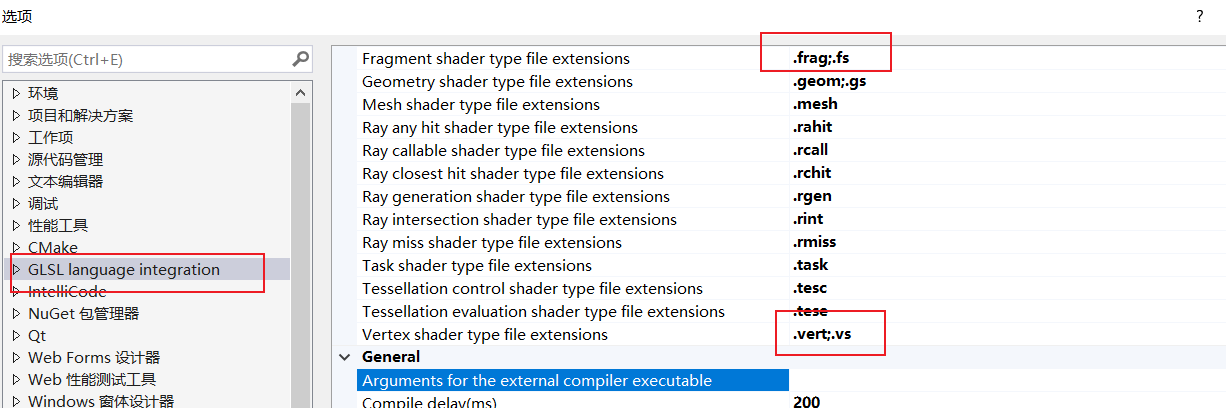 选项
?
搜索选项(Ctrl+E)
环境
项目和解决方案
工作项
源代码管理
文本编辑器
调试
性能工具
CMake
GLSL language integration
IntelliCode
NuGet 包管理器
Qt
Web Forms 设计器
Web 性能测试工具
Windows 窗体设计器
Fragment shader type file extensions .frag;.fs
Geometry shader type file extensions .geom;.gs
Mesh shader type file extensions .mesh
Ray any hit shader type file extensions .rahit
Ray callable shader type file extensions .rcall
Ray closest hit shader type file extensions .rchit
Ray generation shader type file extensions .rgen
Ray intersection shader type file extensions .rint
Ray miss shader type file extensions .rmiss
Task shader type file extensions .task
Tessellation control shader type file extensions .tesc
Tessellation evaluation shader type file extensions .tese
Vertex shader type file extensions .vert;.vs
General
Arguments for the external compiler executable
Compile delay(ms) 200